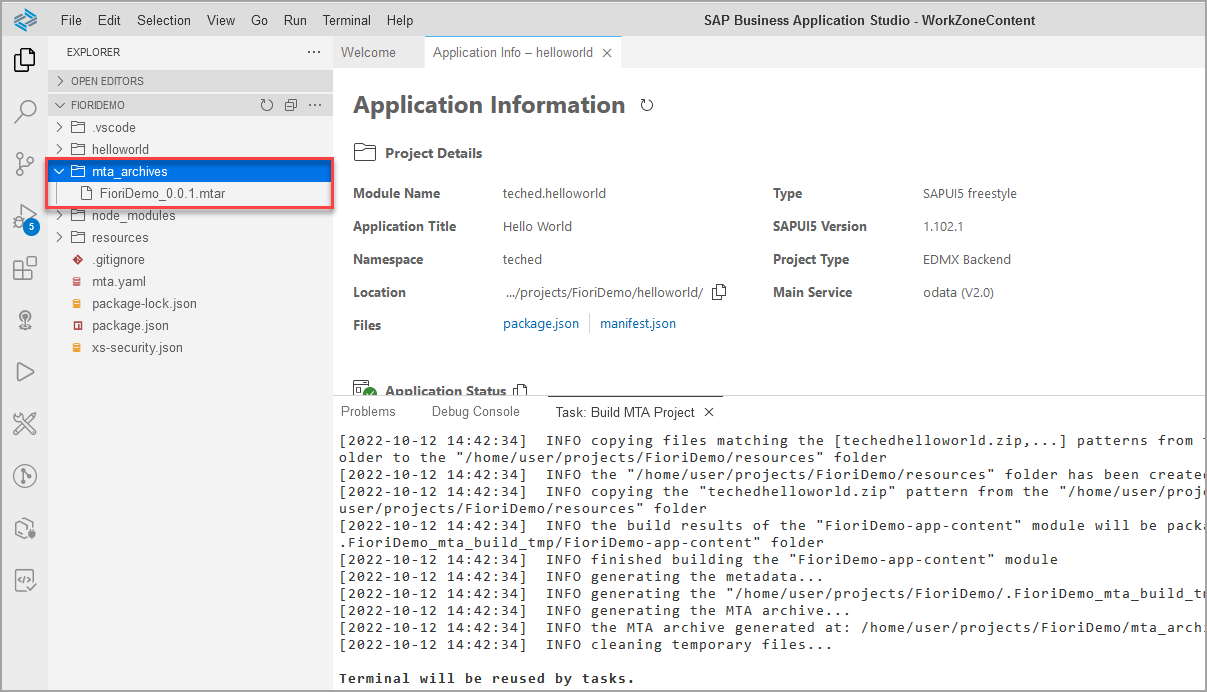 File Edit Selection View Go Run Terminal Help
SAP Business Application Studio - WorkZoneContent
EXPLORER
OPEN EDITORS
FIORIDEMO
.vscode
helloworld
mta_archives
FioriDemo_0.0.1.mtar
node_modules
resources
.gitignore
mta.yaml
package-lock.json
package.json
xs-security.json
5
Welcome
Application Info – helloworld
Application Information
Project Details
Module Name teched.helloworld Type SAPUI5 freestyle
Application Title Hello World SAPUI5 Version 1.102.1
Namespace teched Project Type EDMX Backend
Location .../projects/FioriDemo/helloworld/ Main Service odata (V2.0)
Files package.json manifest.json
Application Status
Problems Debug Console Task: Build MTA Project
[2022-10-12 14:42:34] INFO copying files matching the [techedhelloworld.zip,...] patterns from
older to the "/home/user/projects/FioriDemo/resources" folder
[2022-10-12 14:42:34] INFO the "/home/user/projects/FioriDemo/resources" folder has been created
[2022-10-12 14:42:34] INFO copying the "techedhelloworld.zip" pattern from the "/home/user/proj
user/projects/FioriDemo/resources" folder
[2022-10-12 14:42:34] INFO the build results of the "FioriDemo-app-content" module will be packa
.FioriDemo_mta_build_tmp/FioriDemo-app-content" folder
[2022-10-12 14:42:34] INFO finished building the "FioriDemo-app-content" module
[2022-10-12 14:42:34] INFO generating the metadata...
[2022-10-12 14:42:34] INFO generating the "/home/user/projects/FioriDemo/.FioriDemo_mta_build_t
[2022-10-12 14:42:34] INFO generating the MTA archive...
[2022-10-12 14:42:34] INFO the MTA archive generated at: /home/user/projects/FioriDemo/mta_archi
[2022-10-12 14:42:34] INFO cleaning temporary files...
Terminal will be reused by tasks.